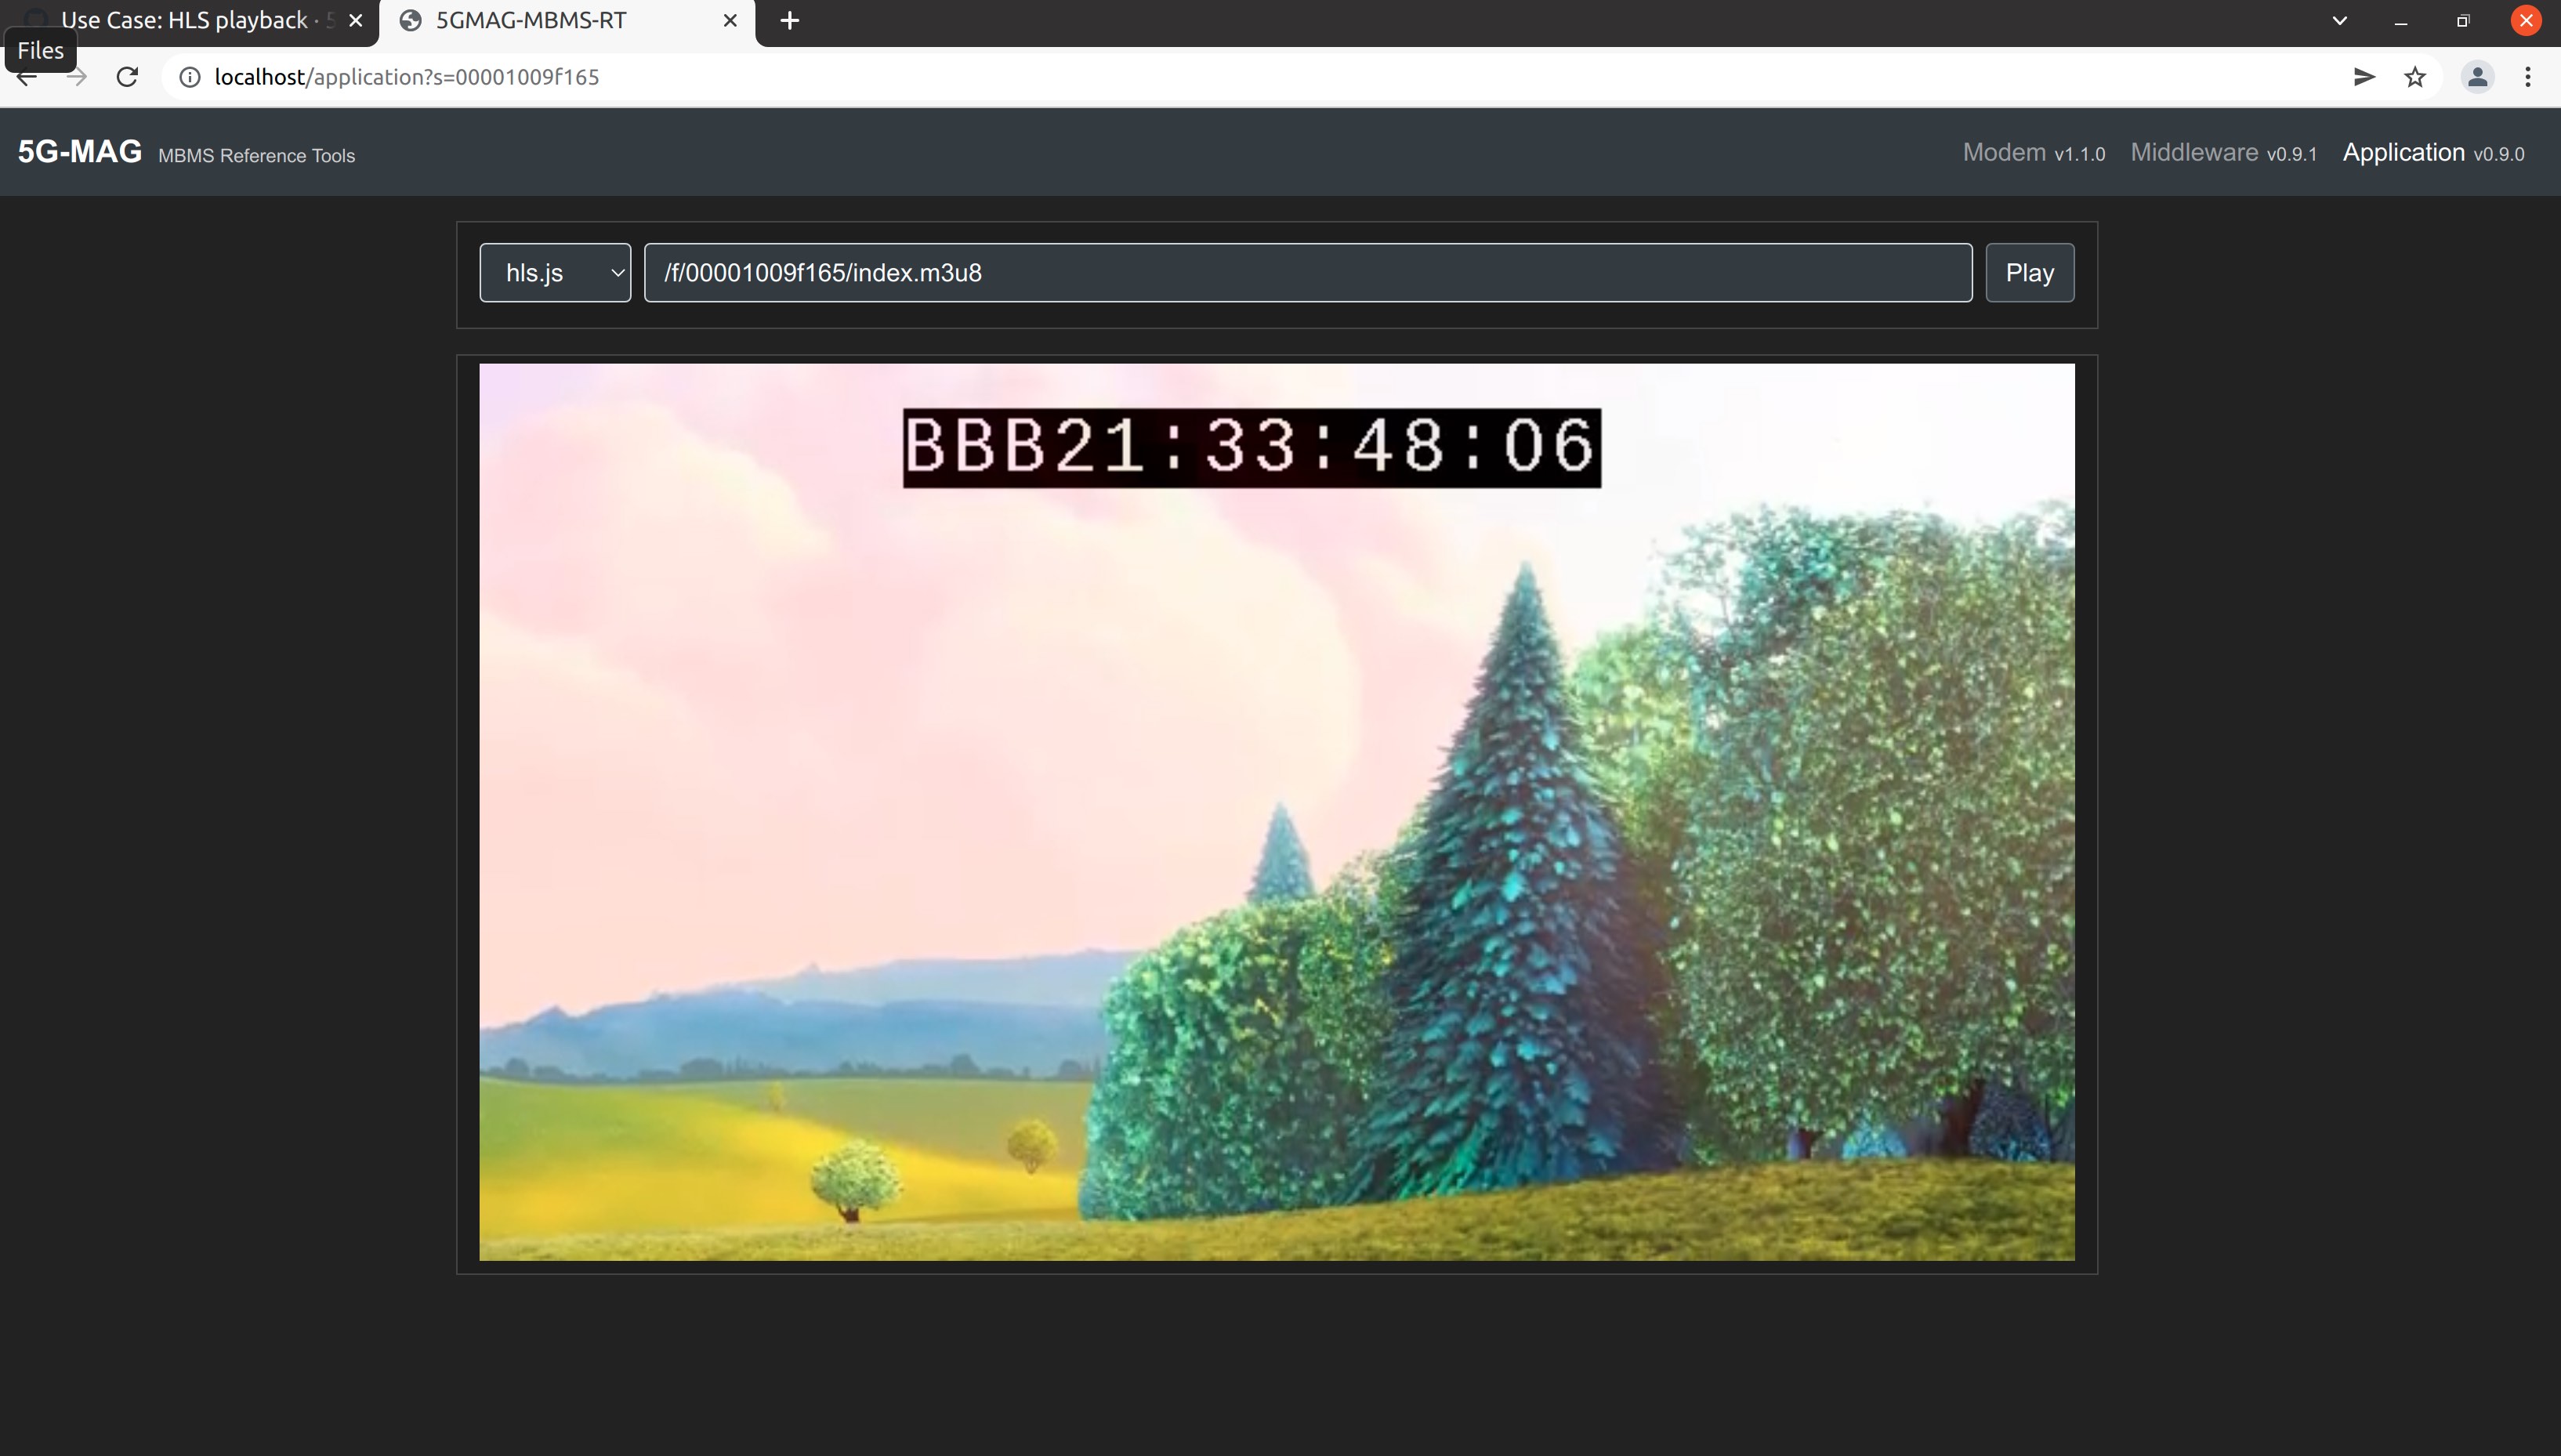 Use Case: HLS playback ·
5GMAG-MBMS-RT
Files
localhost/application?s=00001009f165
5G-MAG MBMS Reference Tools
Modem v1.1.0 Middleware v0.9.1 Application v0.9.0
hls.js
/f/00001009f165/index.m3u8
Play
BBB21:33:48:06